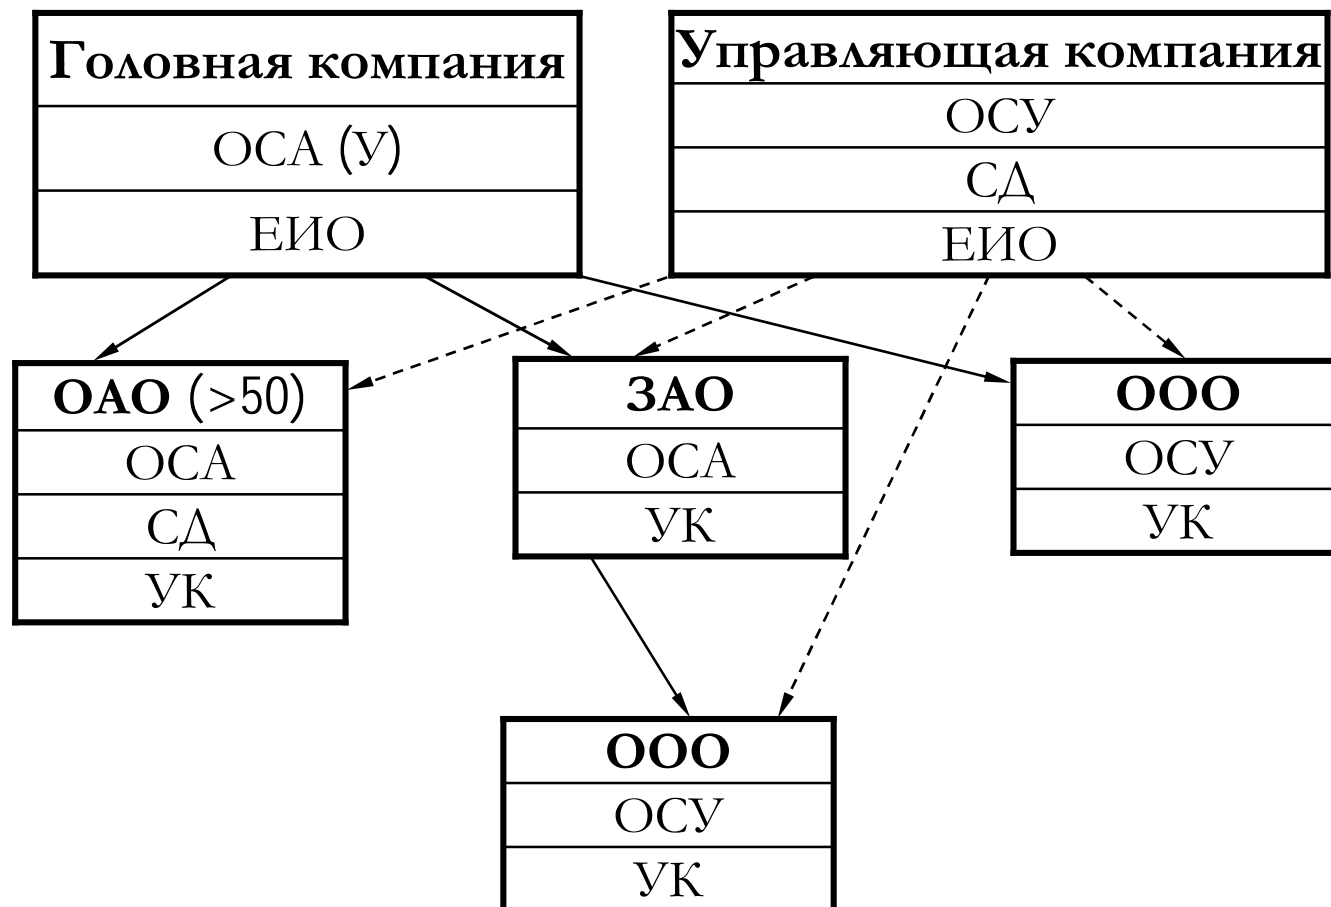 Головная компания
ОСА (У)
ЕИО
Управляющая компания
ОСУ
СД
ЕИО
ОАО (>50)
ОСА
СД
УК
ЗАО
ОСА
УК
ООО
ОСУ
УК
ООО
ОСУ
УК